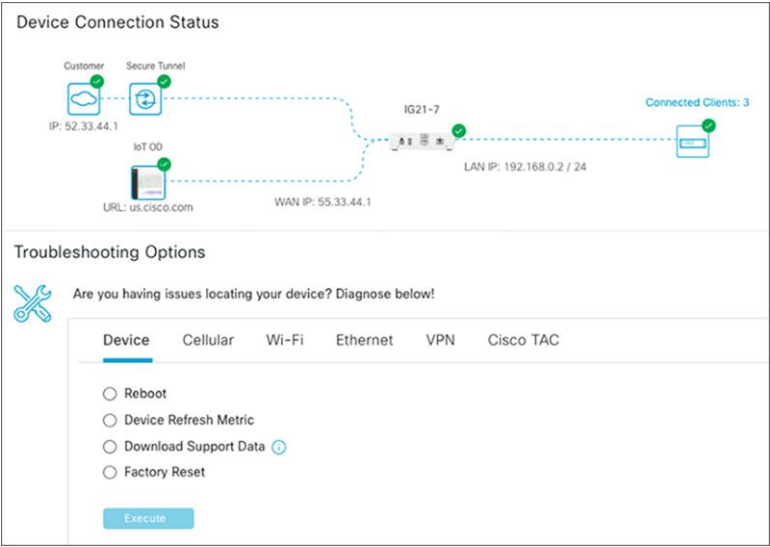 Device Connection Status
Customer
Secure Tunnel
IP: 52.33.44.1
IoT OD
URL: us.cisco.com
WAN IP: 55.33.44.1
IG21-7
LAN IP: 192.168.0.2 / 24
Connected Clients: 3
Troubleshooting Options
Are you having issues locating your device? Diagnose below!
Device Cellular Wi-Fi Ethernet VPN Cisco TAC
Reboot
Device Refresh Metric
Download Support Data
Factory Reset
Execute